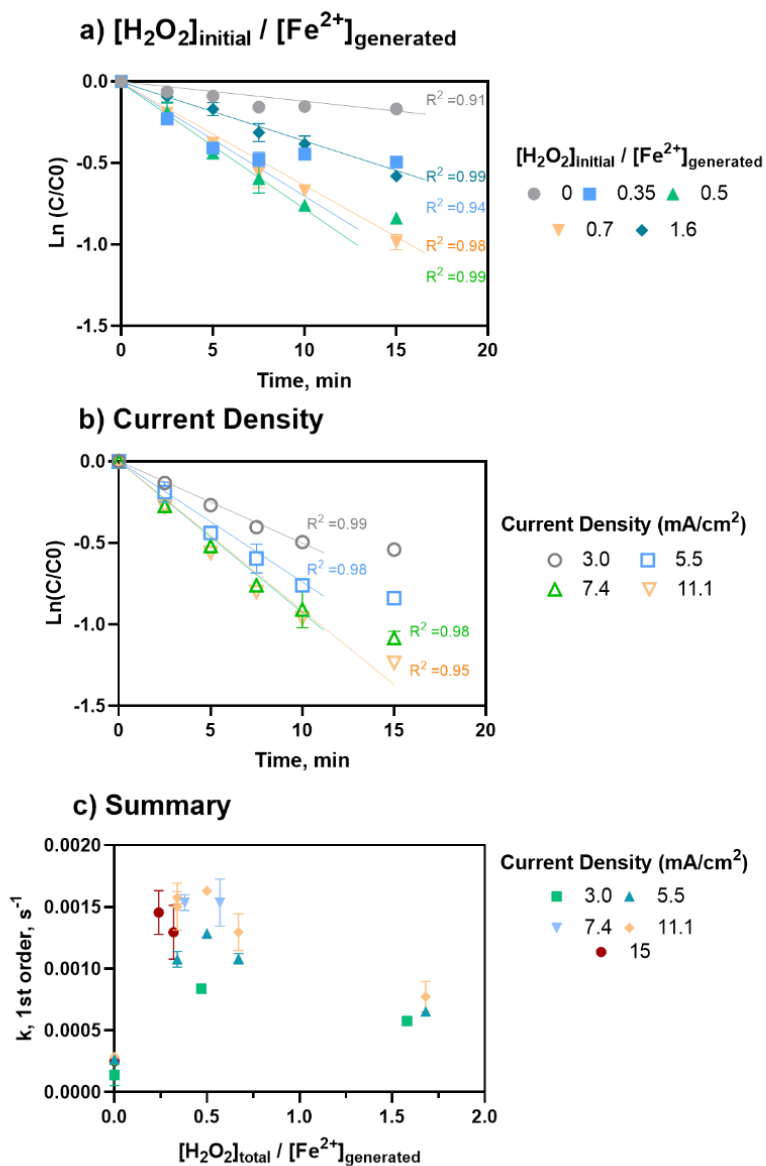 a) [H₂O₂]initial / [Fe²⁺]generated
0.0
-0.5
-1.0
-1.5
Ln (C/C0)
R² =0.91
R² =0.99
R² =0.94
R² =0.98
R² =0.99
0 5 10 15 20
Time, min
[H₂O₂]initial / [Fe²⁺]generated
0 0.35 0.5
0.7 1.6
b) Current Density
0.0
-0.5
-1.0
-1.5
Ln(C/C0)
R² =0.99
R² =0.98
R² =0.98
R² =0.95
0 5 10 15 20
Time, min
Current Density (mA/cm²)
3.0 5.5
7.4 11.1
c) Summary
0.0020
0.0015
0.0010
0.0005
0.0000
k, 1st order, s⁻¹
0.0 0.5 1.0 1.5 2.0
[H₂O₂]total / [Fe²⁺]generated
Current Density (mA/cm²)
3.0 5.5
7.4 11.1
15